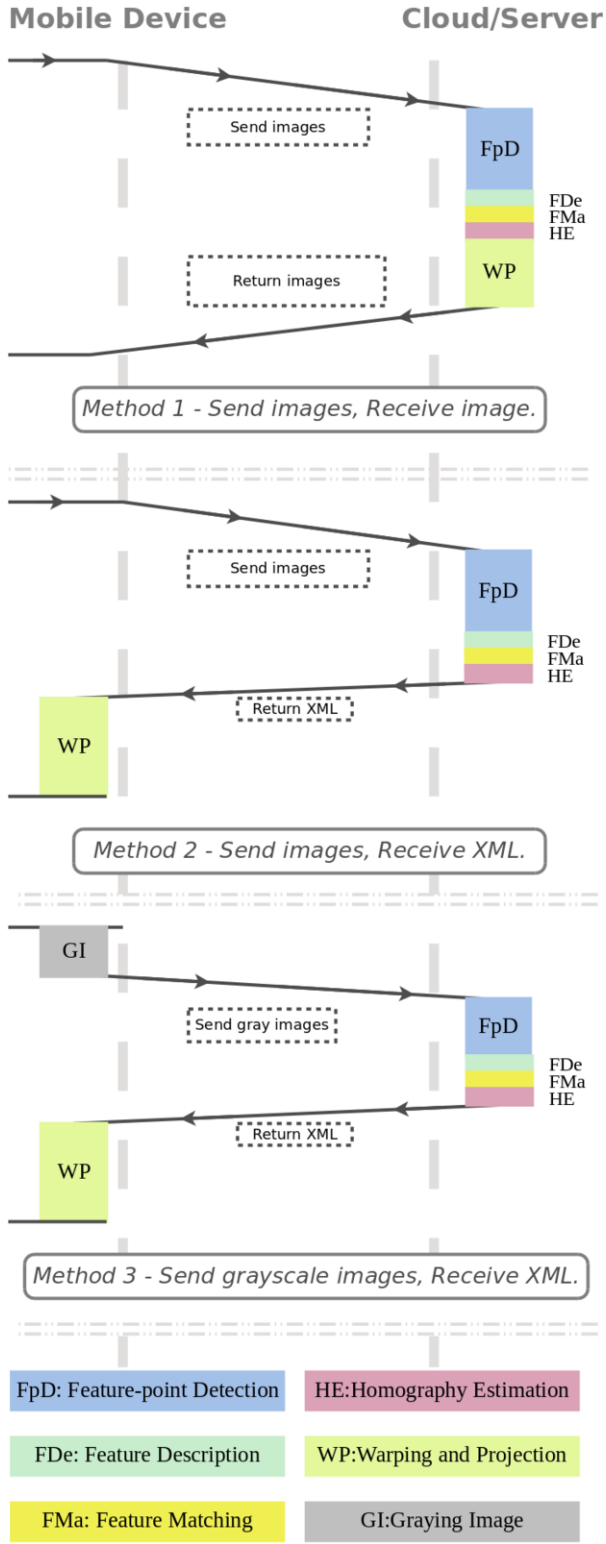 Mobile Device Cloud/Server
Send images
FpD
FDe
FMa
HE
Return images
WP
Method 1 - Send images, Receive image.
Send images
FpD
FDe
FMa
HE
Return XML
WP
Method 2 - Send images, Receive XML.
GI
Send gray images
FpD
FDe
FMa
HE
Return XML
WP
Method 3 - Send grayscale images, Receive XML.
FpD: Feature-point Detection HE:Homography Estimation
FDe: Feature Description WP:Warping and Projection
FMa: Feature Matching GI:Graying Image